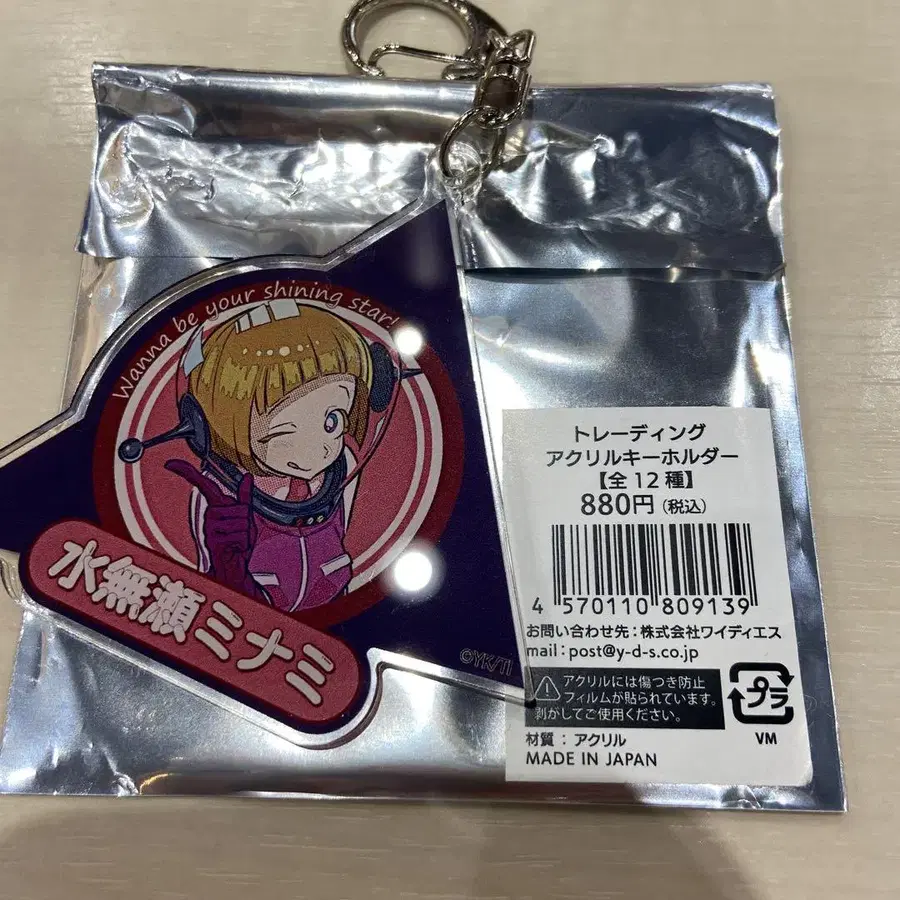 Wanna be your shining star!
水無瀬ミナミ
©YK/TI
トレーディング
アクリルキーホルダー
【全12種】
880円(税込)
4 570110 809139
お問い合わせ先:株式会社ワイディエス
mail:post@y-d-s.co.jp
アクリルには傷つき防止
フィルムが貼られています。
剥がしてご使用ください。
プラ
VM
材質:アクリル
MADE IN JAPAN